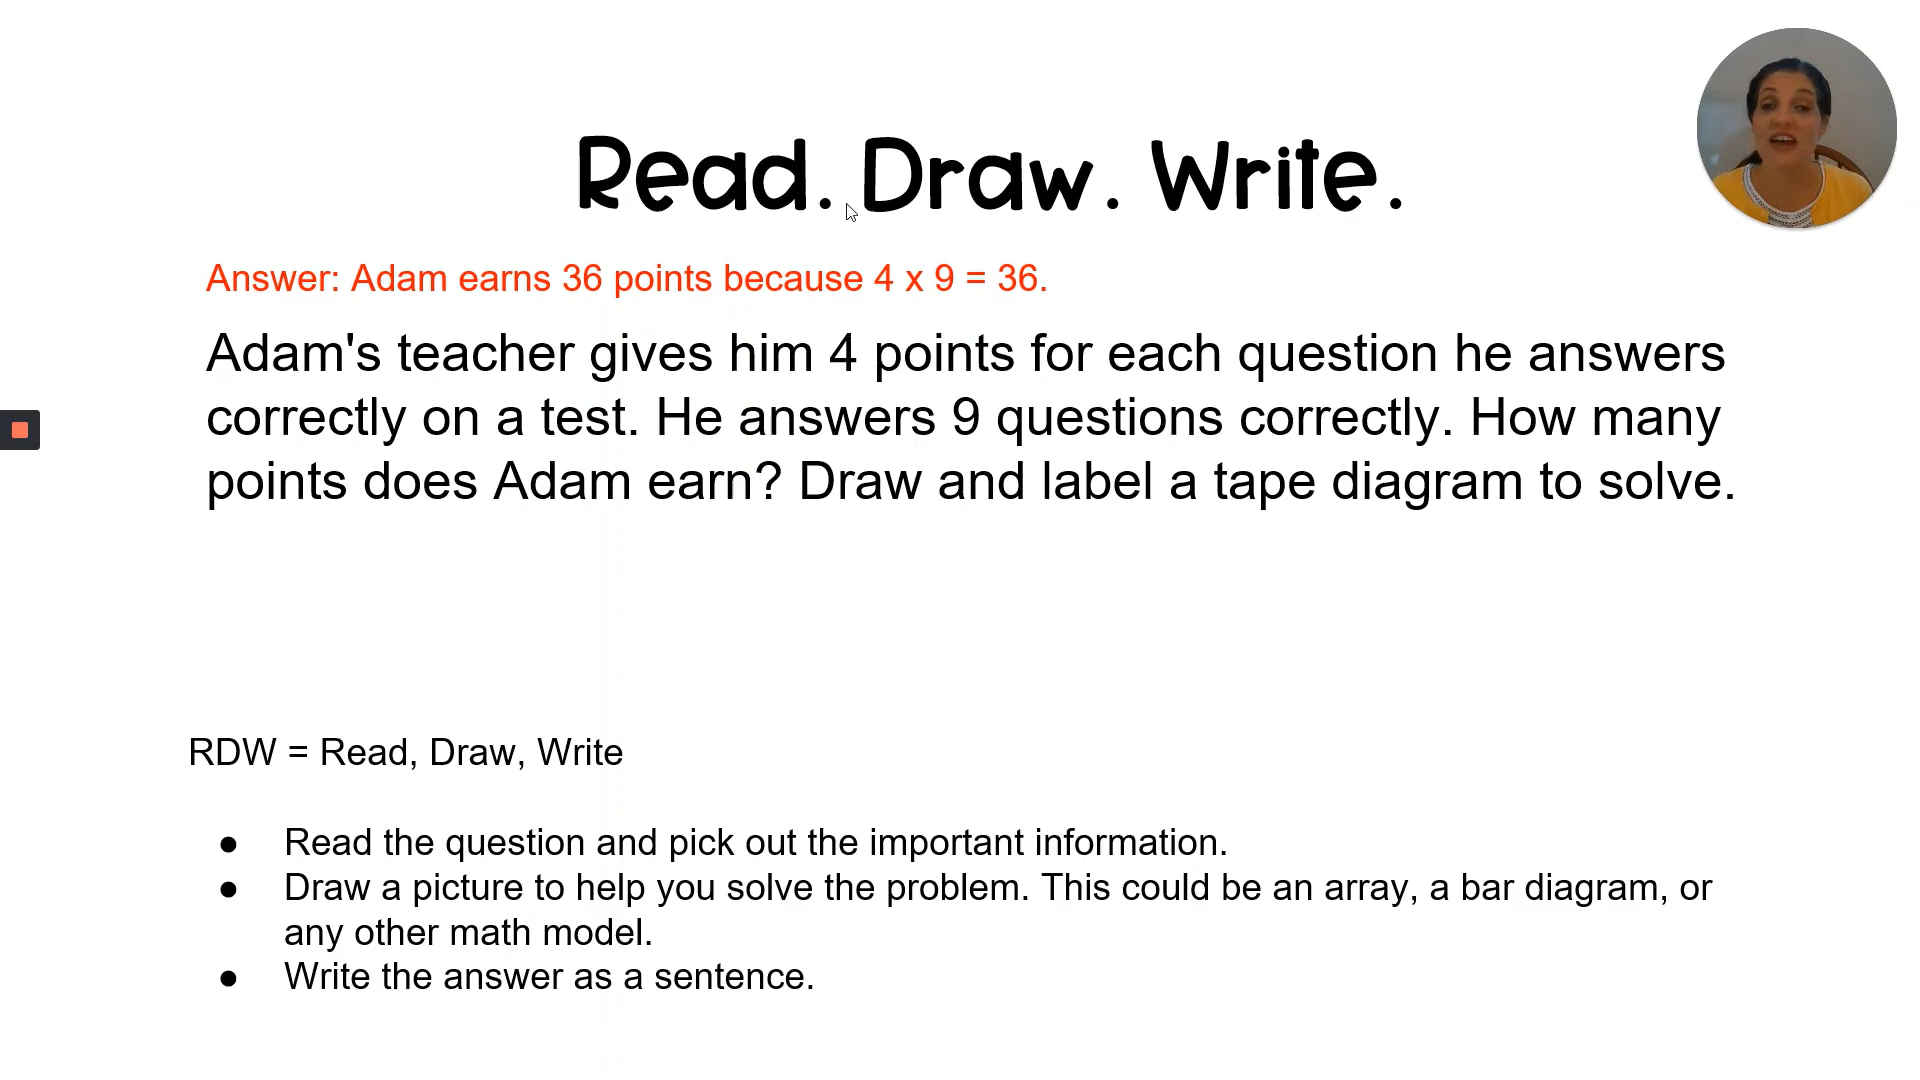 Read. Draw. Write.
Answer: Adam earns 36 points because 4 x 9 = 36.
Adam's teacher gives him 4 points for each question he answers
correctly on a test. He answers 9 questions correctly. How many
points does Adam earn? Draw and label a tape diagram to solve.
RDW = Read, Draw, Write
● Read the question and pick out the important information.
● Draw a picture to help you solve the problem. This could be an array, a bar diagram, or
any other math model.
● Write the answer as a sentence.